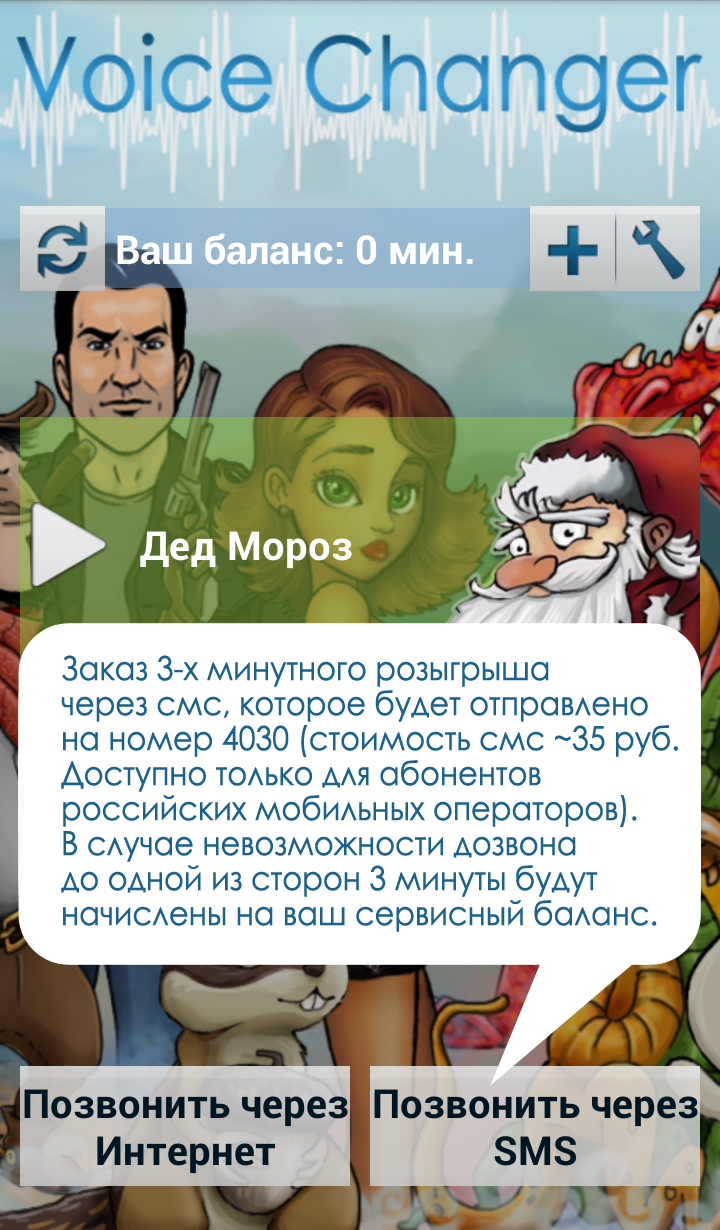 Voice Changer
Ваш баланс: 0 мин.
Дед Мороз
Заказ 3-х минутного розыгрыша
через смс, которое будет отправлено
на номер 4030 (стоимость смс ~35 руб.
Доступно только для абонентов
российских мобильных операторов).
В случае невозможности дозвона
до одной из сторон 3 минуты будут
начислены на ваш сервисный баланс.
Позвонить через
Интернет
Позвонить через
SMS